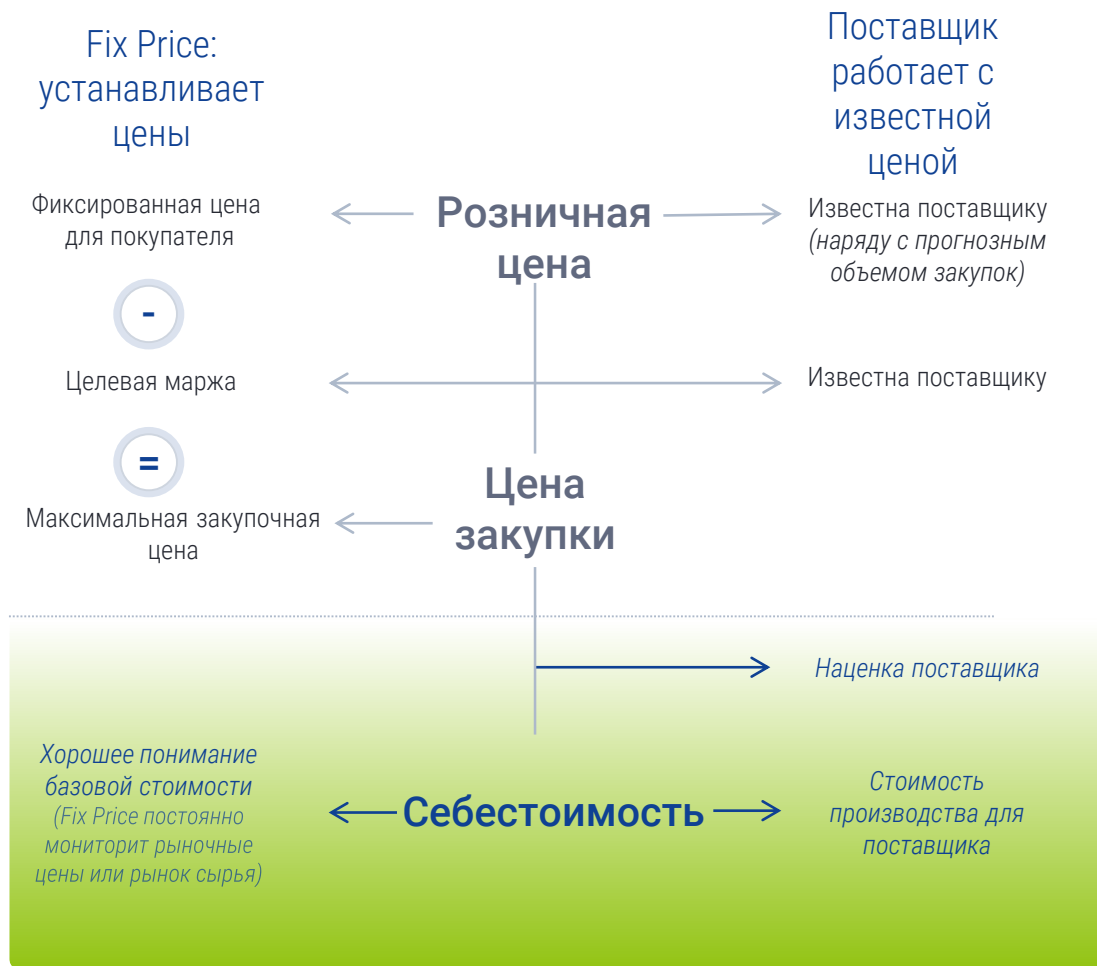 Fix Price:
устанавливает
цены
Поставщик
работает с
известной
ценой
Фиксированная цена
для покупателя
Розничная
цена
Известна поставщику
(наряду с прогнозным
объемом закупок)
-
Целевая маржа
Известна поставщику
=
Максимальная закупочная
цена
Цена
закупки
Наценка поставщика
Хорошее понимание
базовой стоимости
(Fix Price постоянно
мониторит рыночные
цены или рынок сырья)
Себестоимость
Стоимость
производства для
поставщика